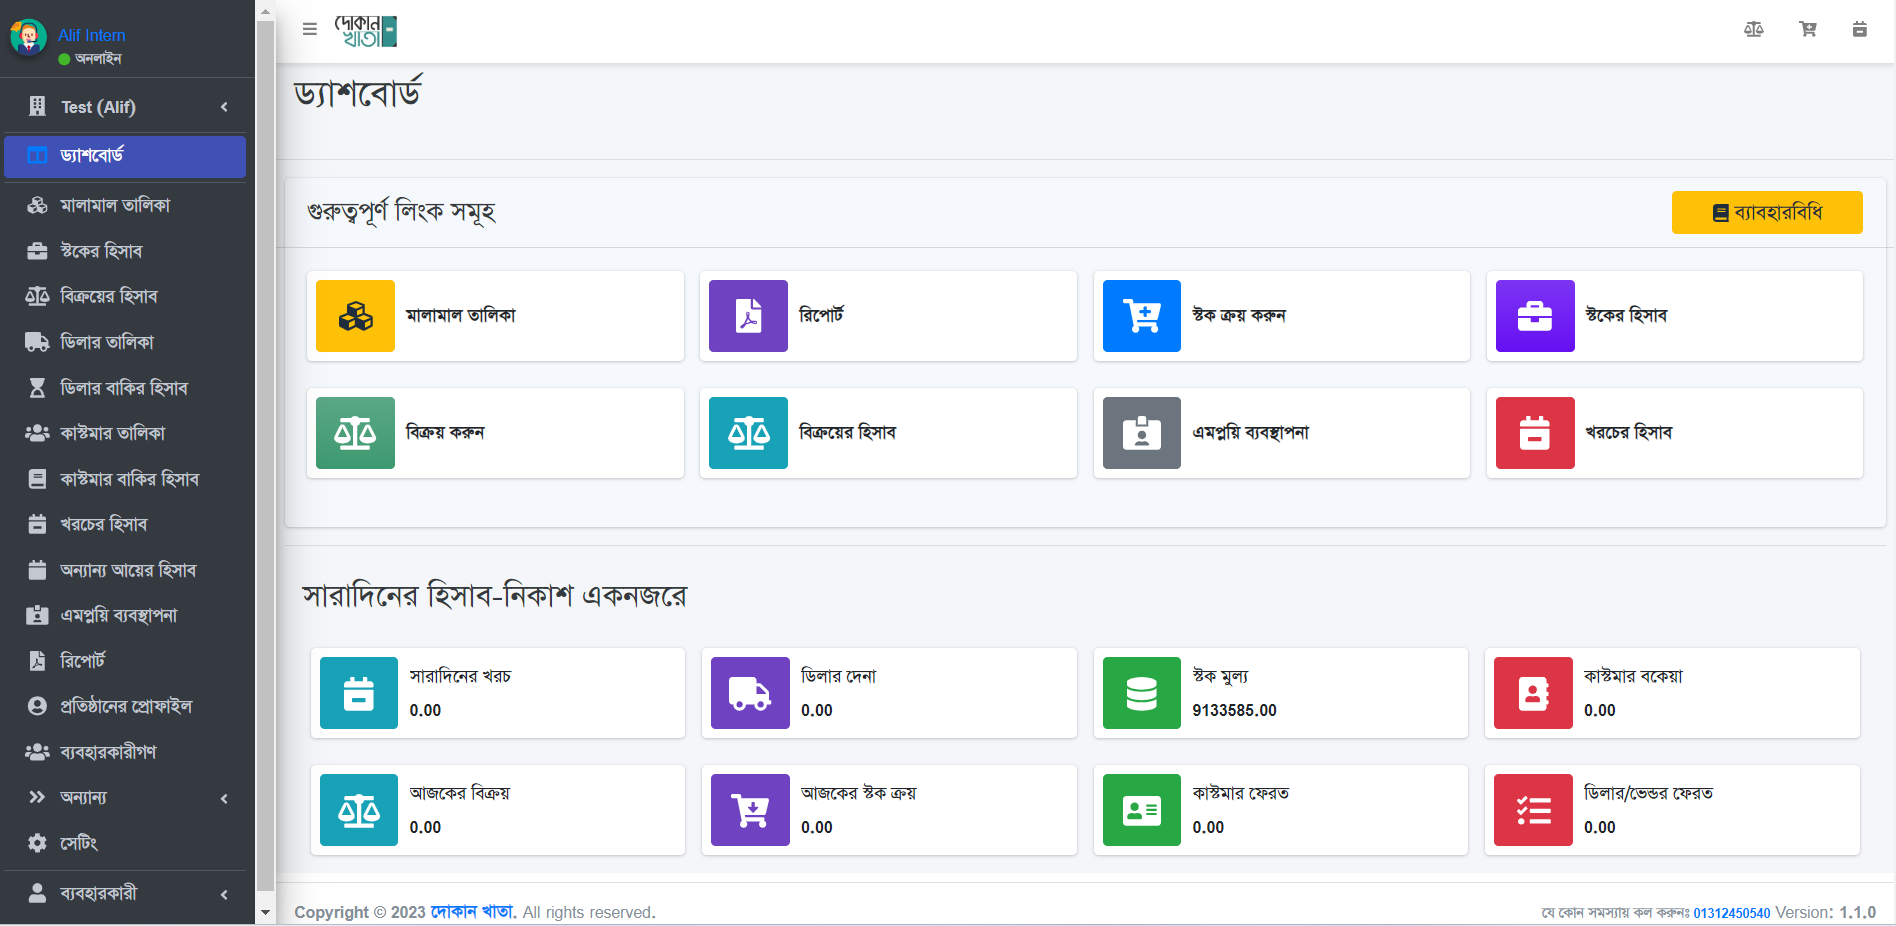 Alif Intern
অনলাইন
Test (Alif)
ড্যাশবোর্ড
মালামাল তালিকা
স্টকের হিসাব
বিক্রয়ের হিসাব
ডিলার তালিকা
ডিলার বাকির হিসাব
কাস্টমার তালিকা
কাস্টমার বাকির হিসাব
খরচের হিসাব
অন্যান্য আয়ের হিসাব
এমপ্লয়ি ব্যবস্থাপনা
রিপোর্ট
প্রতিষ্ঠানের প্রোফাইল
ব্যবহারকারীগণ
অন্যান্য
সেটিং
ব্যবহারকারী
দোকান
খাতা
ড্যাশবোর্ড
গুরুত্বপূর্ণ লিংক সমূহ
ব্যাবহারবিধি
মালামাল তালিকা
রিপোর্ট
স্টক ক্রয় করুন
স্টকের হিসাব
বিক্রয় করুন
বিক্রয়ের হিসাব
এমপ্লয়ি ব্যবস্থাপনা
খরচের হিসাব
সারাদিনের হিসাব-নিকাশ একনজরে
সারাদিনের খরচ
0.00
ডিলার দেনা
0.00
স্টক মুল্য
9133585.00
কাস্টমার বকেয়া
0.00
আজকের বিক্রয়
0.00
আজকের স্টক ক্রয়
0.00
কাস্টমার ফেরত
0.00
ডিলার/ভেন্ডর ফেরত
0.00
Copyright © 2023 দোকান খাতা. All rights reserved.
যে কোন সমস্যায় কল করুনঃ 01312450540 Version: 1.1.0